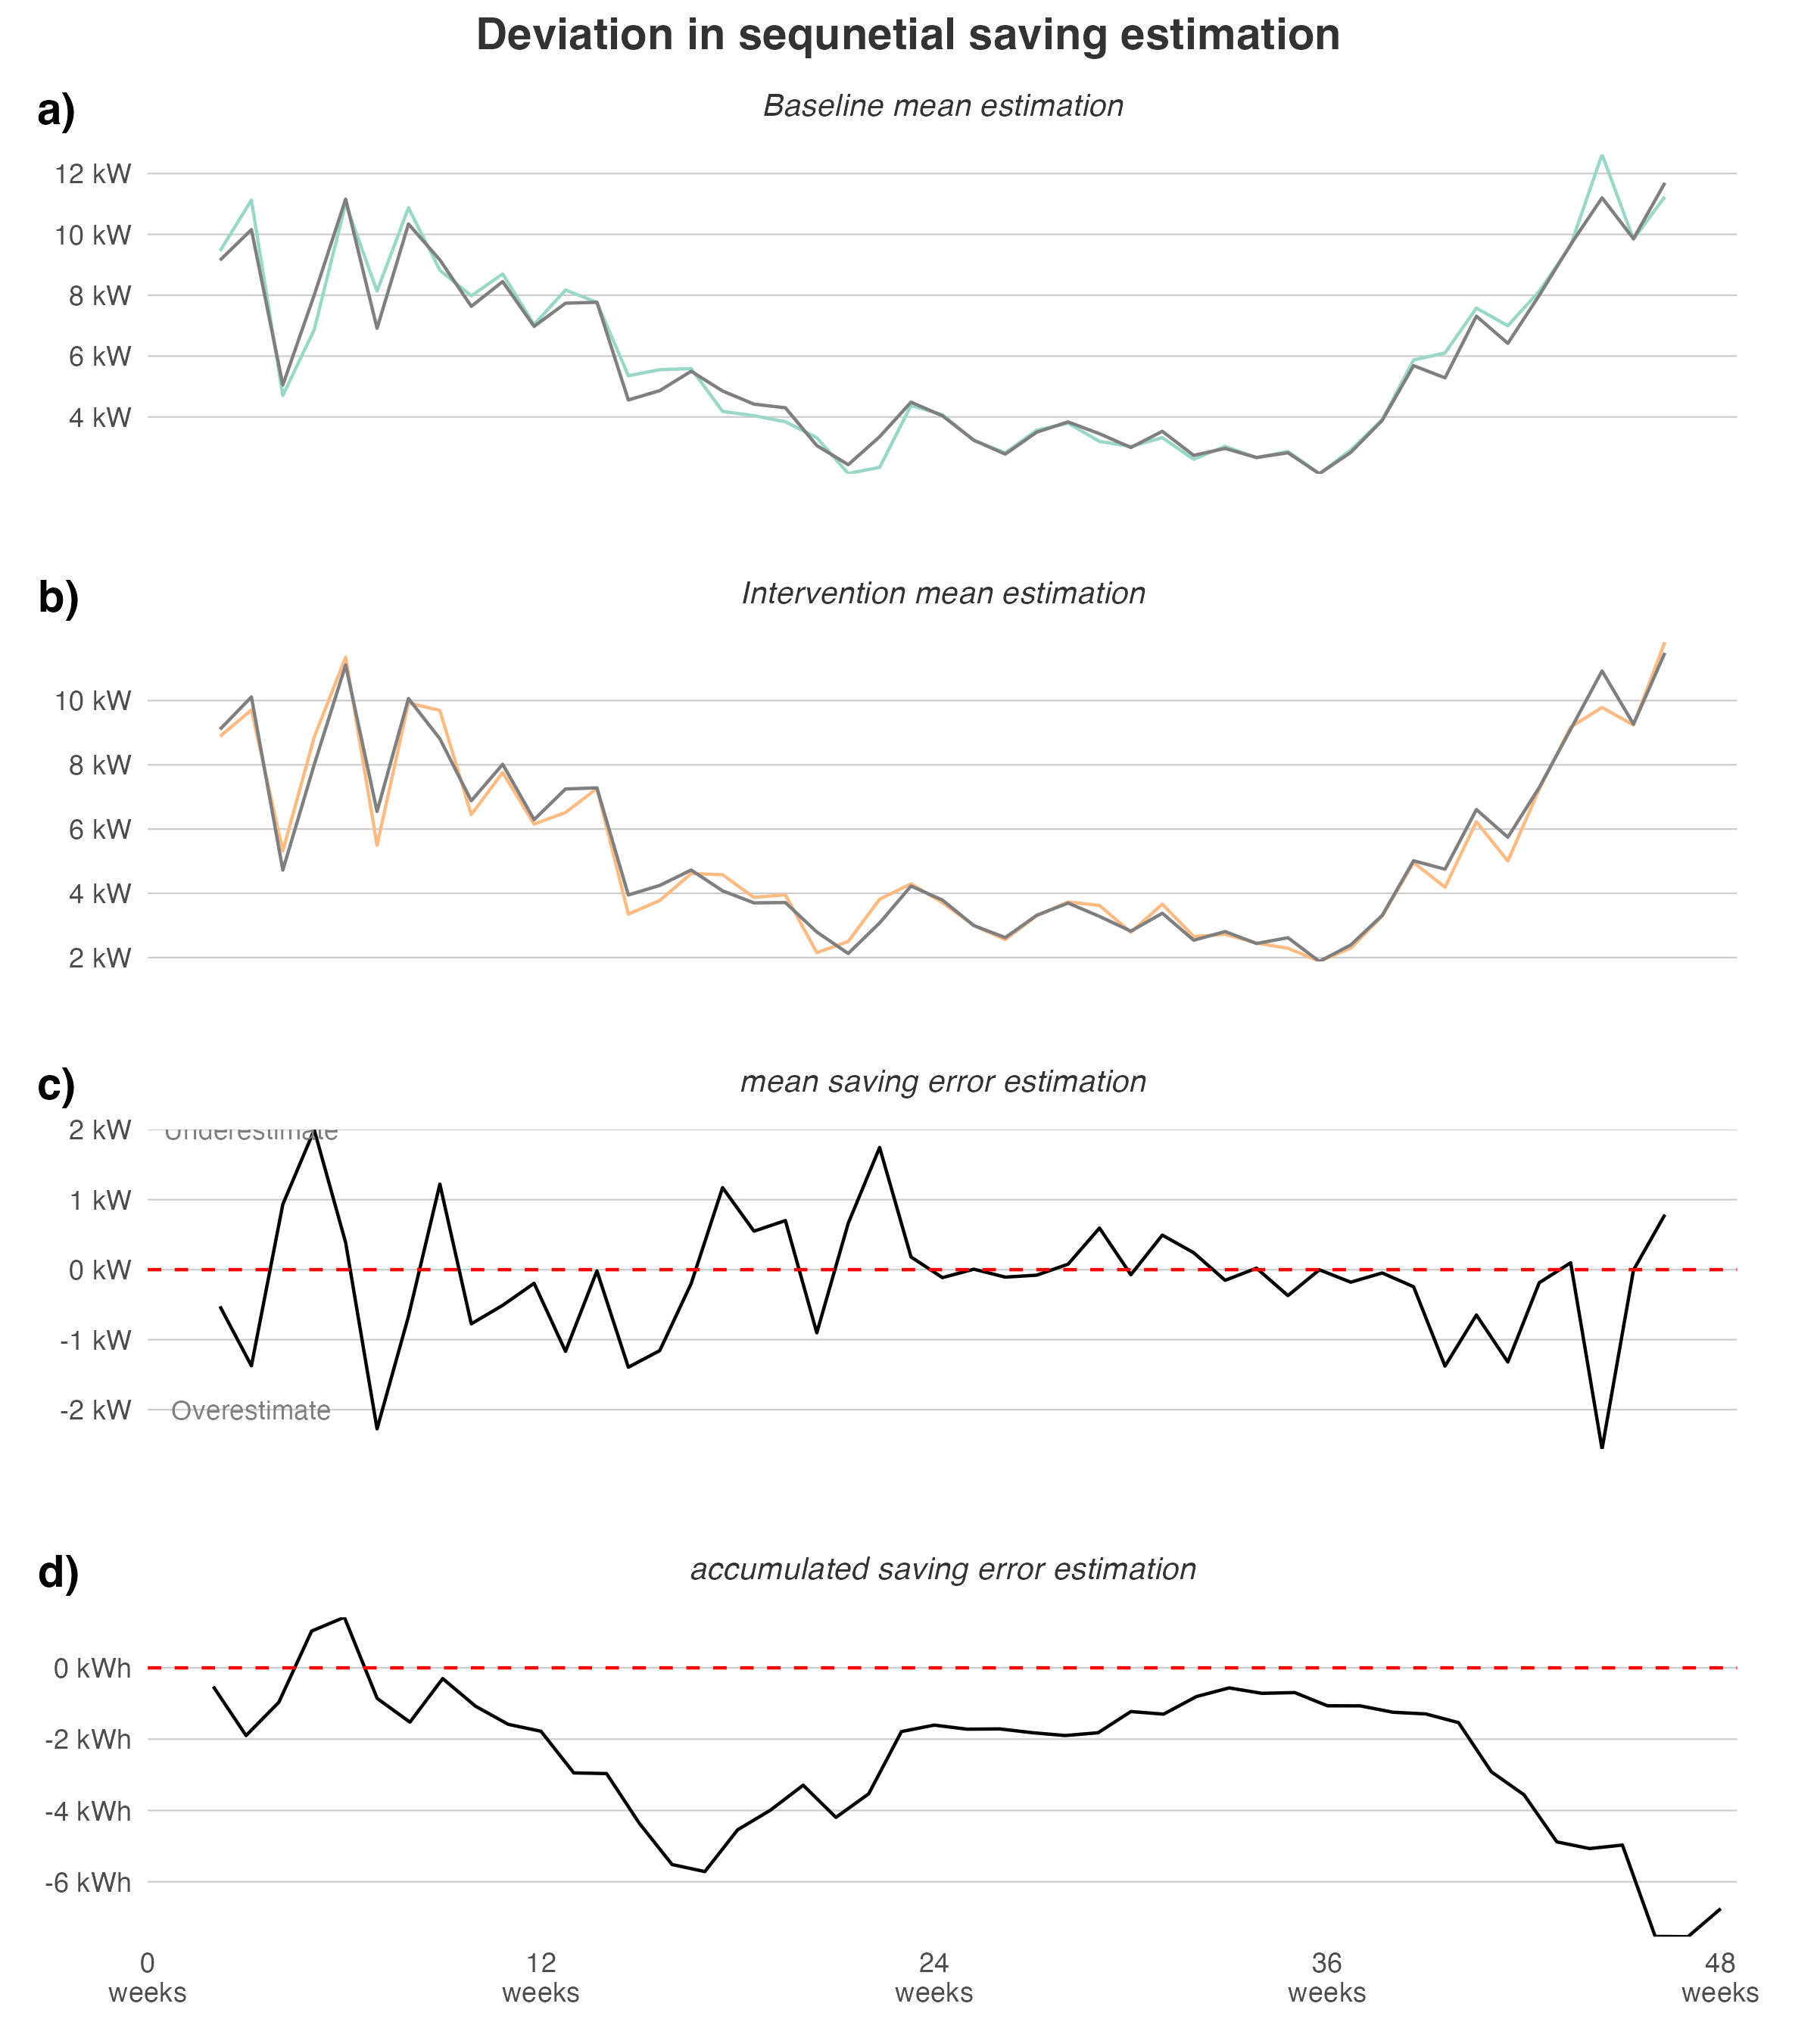 Deviation in sequnetial saving estimation
a)
Baseline mean estimation
12 kW
10 kW
8 kW
6 kW
4 kW
b)
Intervention mean estimation
10 kW
8 kW
6 kW
4 kW
2 kW
c)
mean saving error estimation
2 kW
Underestimate
1 kW
0 kW
-1 kW
-2 kW
Overestimate
d)
accumulated saving error estimation
0 kWh
-2 kWh
-4 kWh
-6 kWh
0 12 24 36 48
weeks weeks weeks weeks weeks